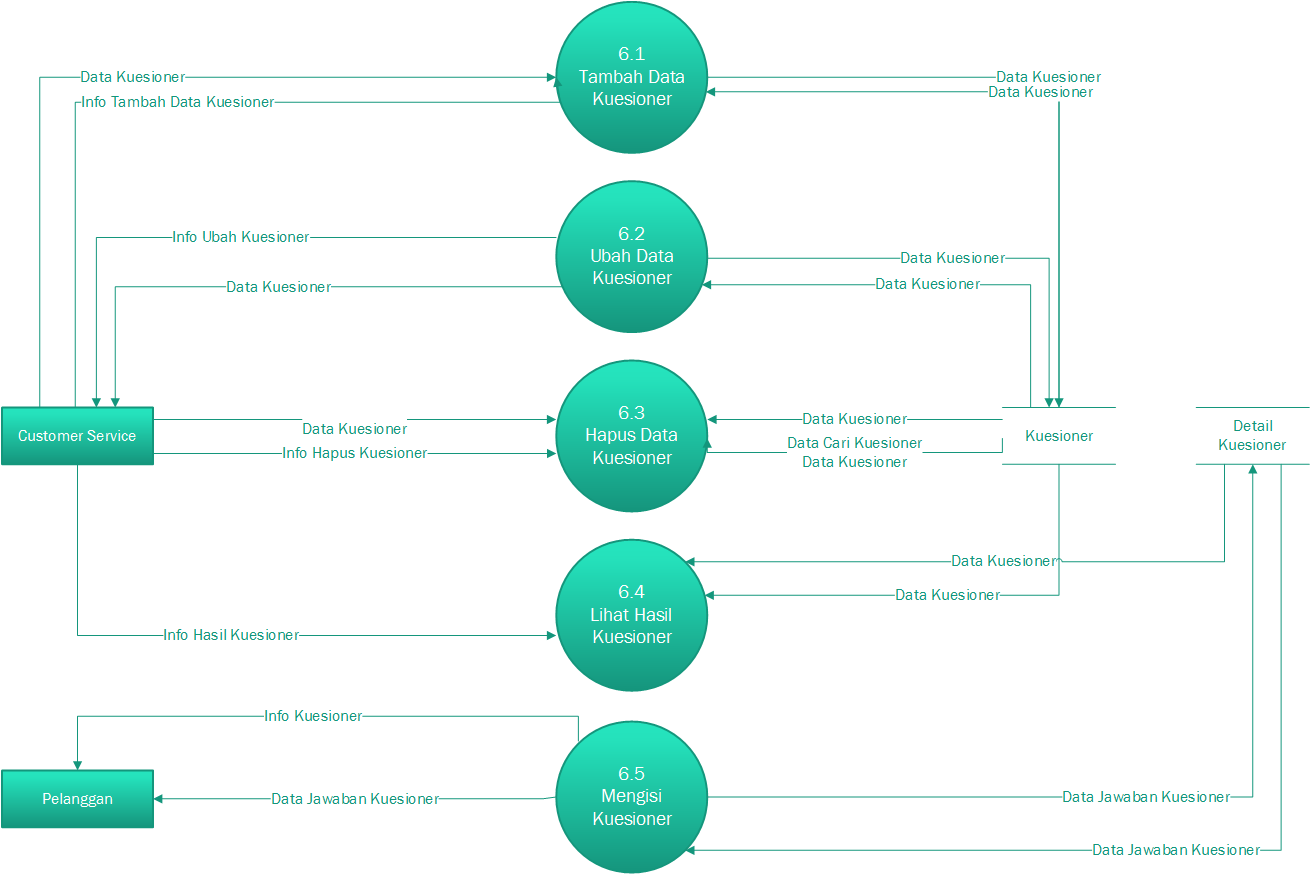 6.1
Tambah Data
Kuesioner
Data Kuesioner
Data Kuesioner
Data Kuesioner
Info Tambah Data Kuesioner
6.2
Ubah Data
Kuesioner
Info Ubah Kuesioner
Data Kuesioner
Data Kuesioner
Data Kuesioner
6.3
Hapus Data
Kuesioner
Customer Service
Data Kuesioner
Info Hapus Kuesioner
Data Kuesioner
Data Cari Kuesioner
Data Kuesioner
Kuesioner
Detail
Kuesioner
6.4
Lihat Hasil
Kuesioner
Data Kuesioner
Data Kuesioner
Info Hasil Kuesioner
Info Kuesioner
6.5
Mengisi
Kuesioner
Pelanggan
Data Jawaban Kuesioner
Data Jawaban Kuesioner
Data Jawaban Kuesioner